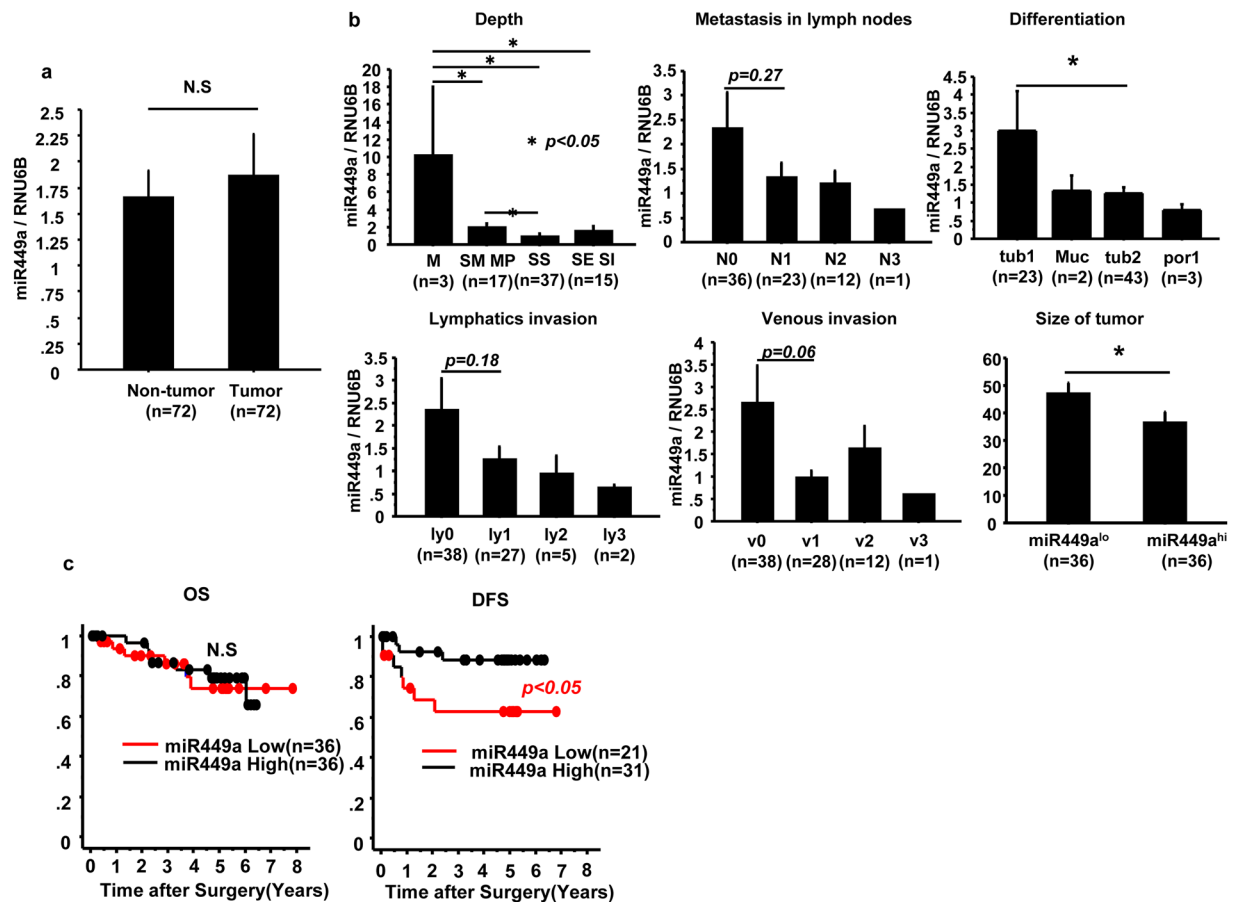 a
N.S
miR449a / RNU6B
2.5
2.25
2
1.75
1.5
1.25
1
.75
.5
.25
0
Non-tumor
(n=72)
Tumor
(n=72)
b
Depth
miR449a / RNU6B
20
18
16
14
12
10
8
6
4
2
0
*
*
*
* p<0.05
*
M SM MP SS SE SI
(n=3) (n=17) (n=37) (n=15)
Metastasis in lymph nodes
miR449a / RNU6B
3.5
3
2.5
2
1.5
1
.5
0
p=0.27
N0 N1 N2 N3
(n=36) (n=23) (n=12) (n=1)
Differentiation
miR449a / RNU6B
4.5
4
3.5
3
2.5
2
1.5
1
.5
0
*
tub1 Muc tub2 por1
(n=23) (n=2) (n=43) (n=3)
Lymphatics invasion
miR449a / RNU6B
3.5
3
2.5
2
1.5
1
.5
0
p=0.18
ly0 ly1 ly2 ly3
(n=38) (n=27) (n=5) (n=2)
Venous invasion
miR449a / RNU6B
4
3.5
3
2.5
2
1.5
1
.5
0
p=0.06
v0 v1 v2 v3
(n=38) (n=28) (n=12) (n=1)
Size of tumor
60
50
40
30
20
10
0
*
miR449alo miR449ahi
(n=36) (n=36)
c
OS
1
.8
.6
.4
.2
0
N.S
miR449a Low(n=36)
miR449a High(n=36)
0 1 2 3 4 5 6 7 8
Time after Surgery(Years)
DFS
1
.8
.6
.4
.2
0
p<0.05
miR449a Low(n=21)
miR449a High(n=31)
0 1 2 3 4 5 6 7 8
Time after Surgery(Years)